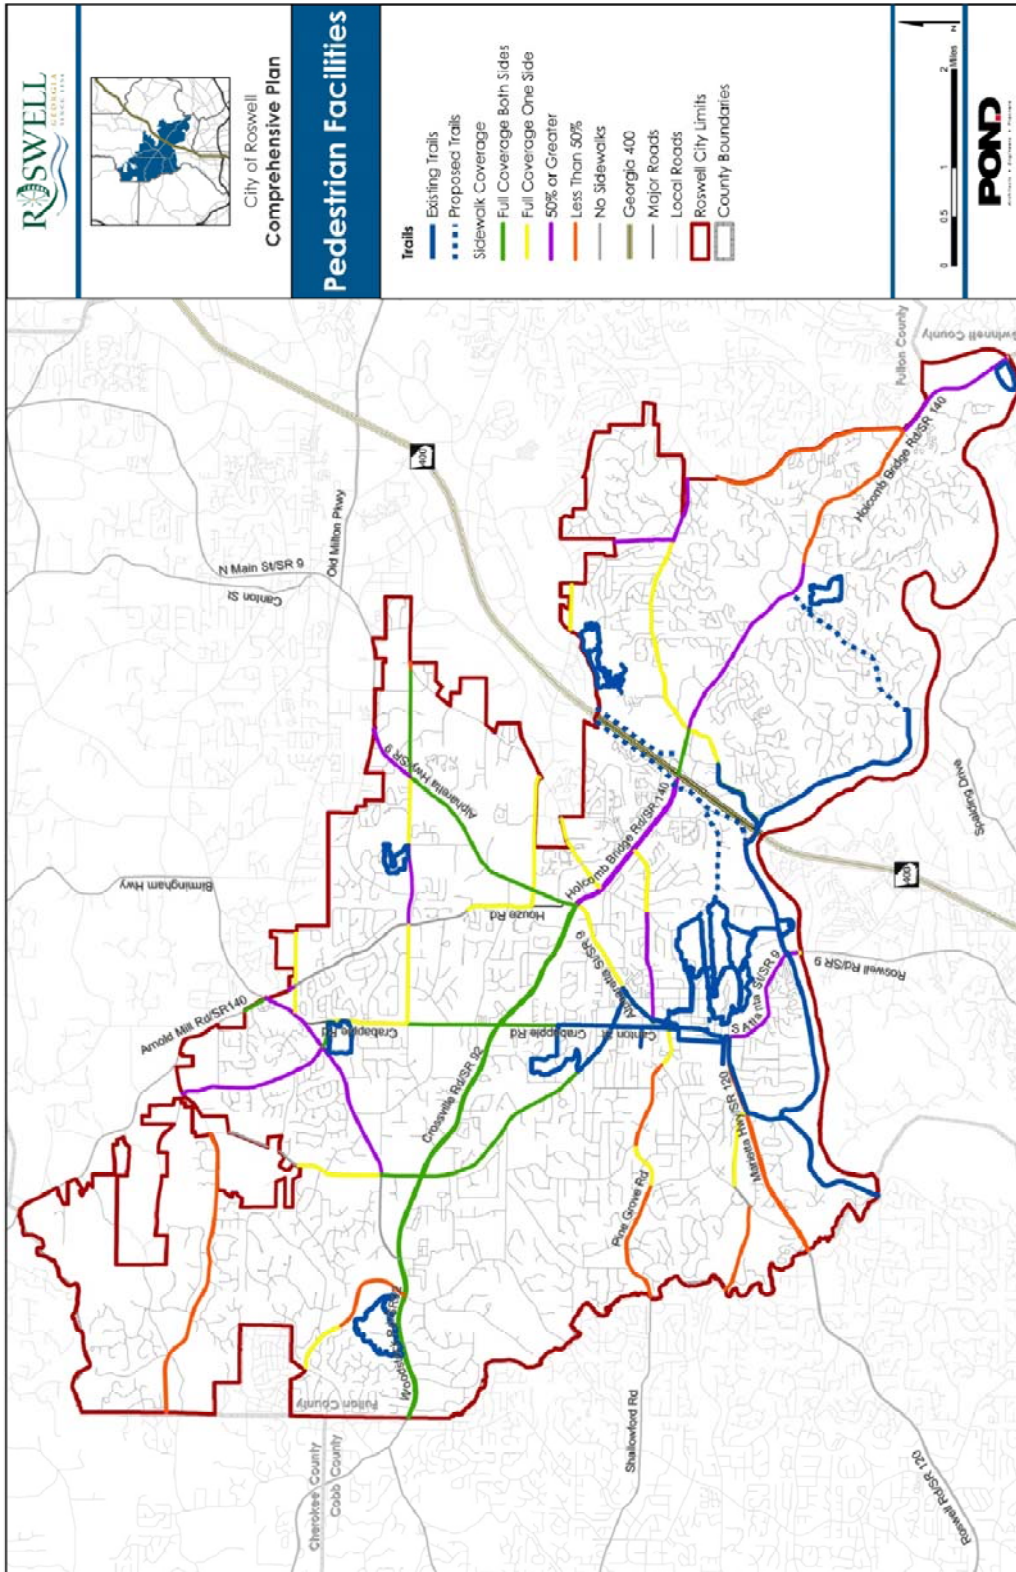 ROSWELL
GEORGIA
City of Roswell
Comprehensive Plan
Pedestrian Facilities
Trails
Existing Trails
Proposed Trails
Sidewalk Coverage
Full Coverage Both Sides
Full Coverage One Side
50% or Greater
Less Than 50%
No Sidewalks
Georgia 400
Major Roads
Local Roads
Roswell City Limits
County Boundaries
0 0.5 1 2
Miles
N
POND
400
N Main St/SR 9
Canton St
Old Milton Pkwy
Birmingham Hwy
Arnold Mill Rd/SR140
Alpharetta Hwy/SR 9
Houze Rd
Holcomb Bridge Rd/SR 140
Crabapple Rd
Crossville Rd/SR 92
Crabapple Rd
Alpharetta St/SR 9
Canton St
S Atlanta St/SR 9
Marietta Hwy/SR 120
Pine Grove Rd
Roswell Rd/SR 9
400
Spalding Drive
Holcomb Bridge Rd/SR 140
Fulton County
Gwinnett County
Fulton County
Cherokee County
Cobb County
Shallowford Rd
Roswell Rd/SR 120